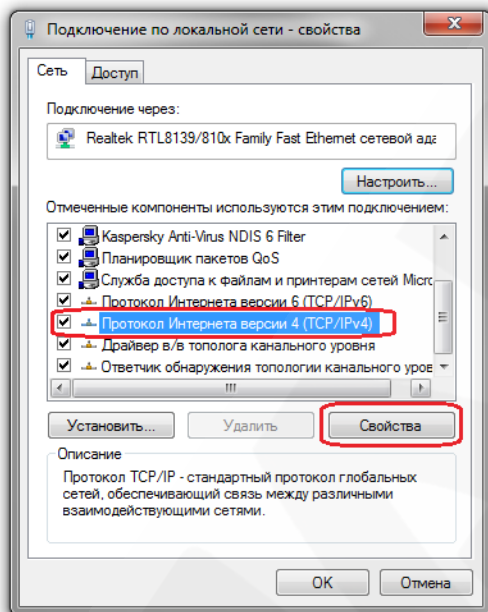 Подключение по локальной сети - свойства
Сеть
Доступ
Подключение через:
Realtek RTL8139/810x Family Fast Ethernet сетевой ада
Настроить...
Отмеченные компоненты используются этим подключением:
Kaspersky Anti-Virus NDIS 6 Filter
Планировщик пакетов QoS
Служба доступа к файлам и принтерам сетей Micro
Протокол Интернета версии 6 (TCP/IPv6)
Протокол Интернета версии 4 (TCP/IPv4)
Драйвер в/в тополога канального уровня
Ответчик обнаружения топологии канального уров
Установить...
Удалить
Свойства
Описание
Протокол TCP/IP - стандартный протокол глобальных
сетей, обеспечивающий связь между различными
взаимодействующими сетями.
OK
Отмена